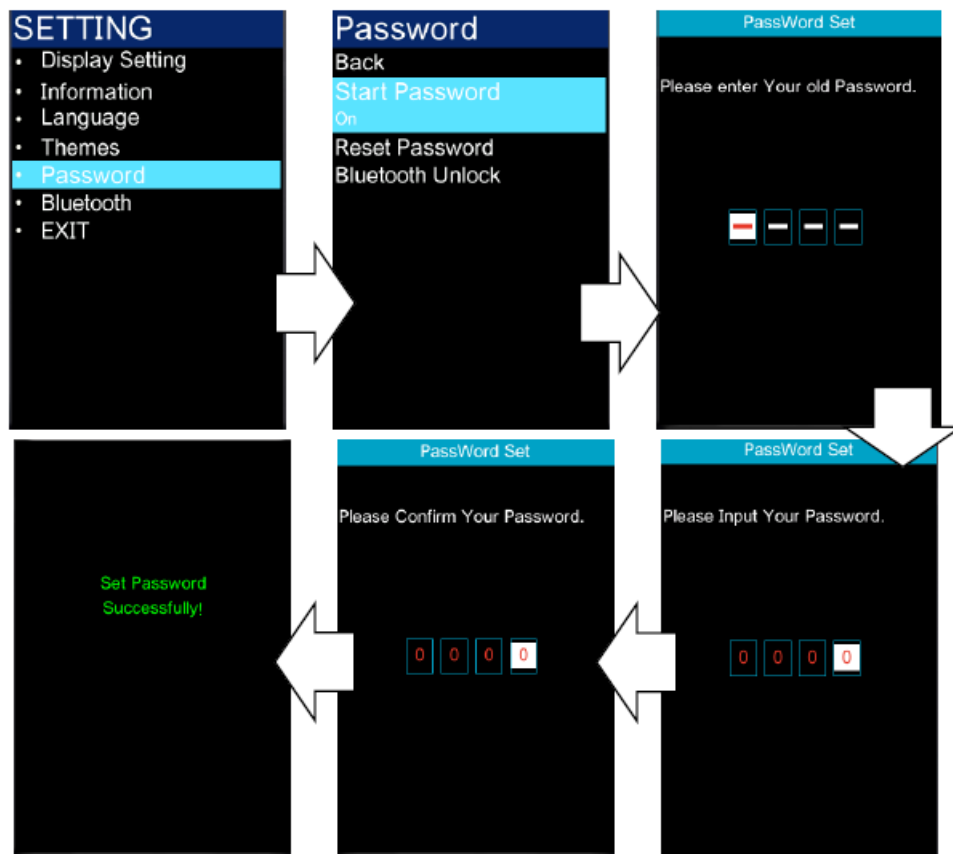 SETTING
• Display Setting
• Information
• Language
• Themes
• Password
• Bluetooth
• EXIT
Password
Back
Start Password
On
Reset Password
Bluetooth Unlock
PassWord Set
Please enter Your old Password.
– – – –
PassWord Set
Please Input Your Password.
0 0 0 0
PassWord Set
Please Confirm Your Password.
0 0 0 0
Set Password
Successfully!